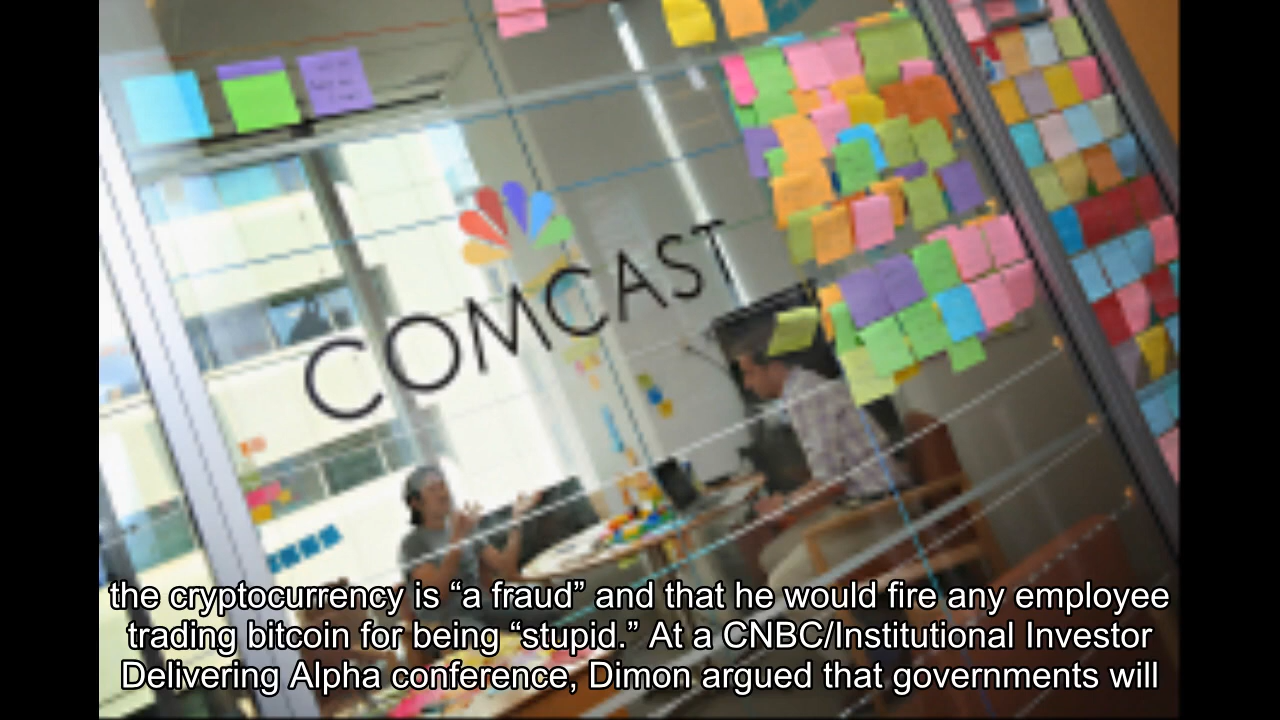 COMCAST
the cryptocurrency is “a fraud” and that he would fire any employee
trading bitcoin for being “stupid.” At a CNBC/Institutional Investor
Delivering Alpha conference, Dimon argued that governments will